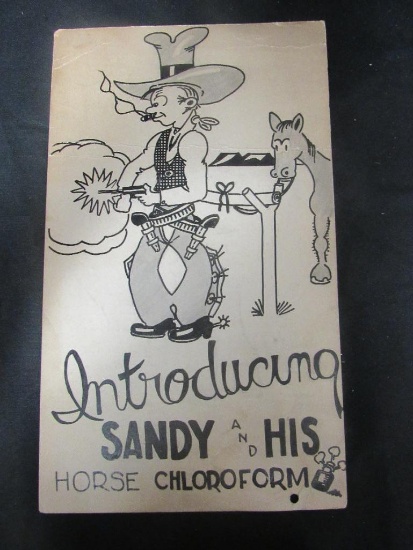 Introducing
SANDY AND HIS
HORSE CHLOROFORM